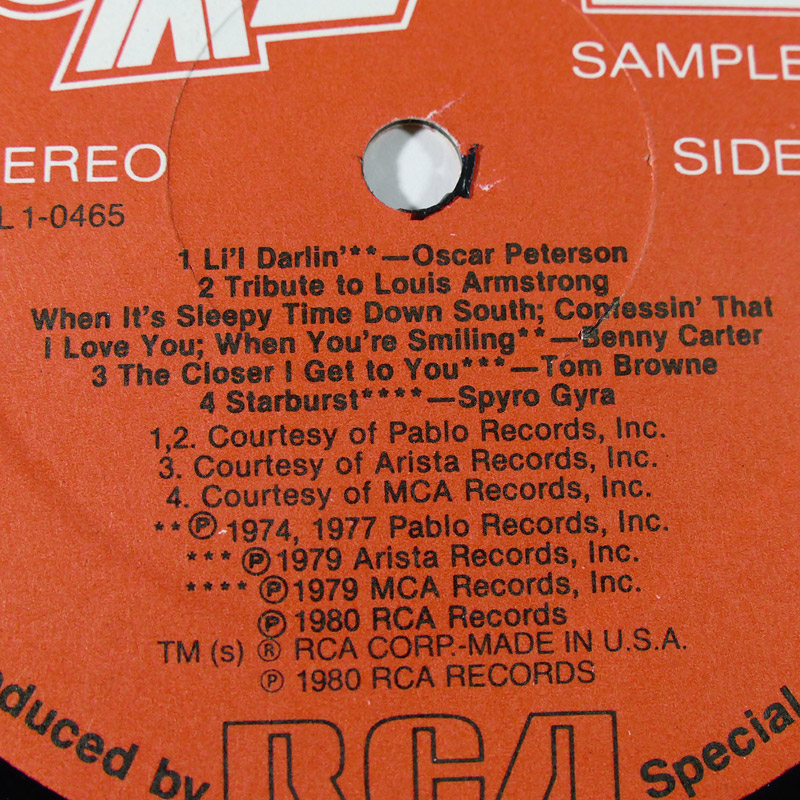 SAMPLE
EREO
SIDE
L1-0465
1 Li'l Darlin'**—Oscar Peterson
2 Tribute to Louis Armstrong
When It's Sleepy Time Down South; Confessin' That
I Love You; When You're Smiling**—Benny Carter
3 The Closer I Get to You***—Tom Browne
4 Starburst****—Spyro Gyra
1,2. Courtesy of Pablo Records, Inc.
3. Courtesy of Arista Records, Inc.
4. Courtesy of MCA Records, Inc.
** ℗ 1974, 1977 Pablo Records, Inc.
*** ℗ 1979 Arista Records, Inc.
**** ℗ 1979 MCA Records, Inc.
℗ 1980 RCA Records
TM (s) ® RCA CORP.-MADE IN U.S.A.
℗ 1980 RCA RECORDS
duced by RCA Special